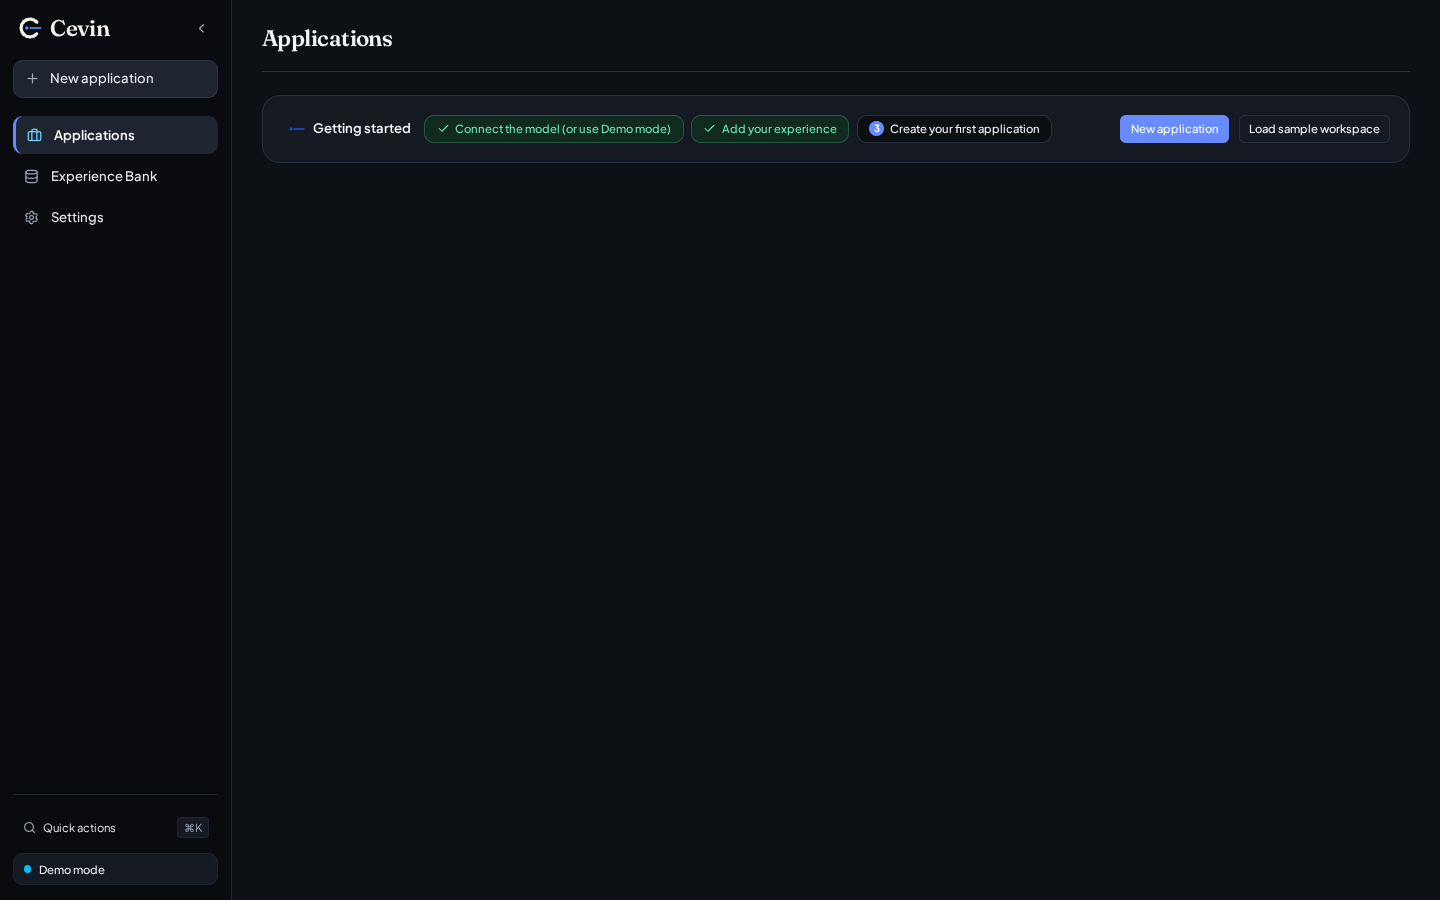 Cevin
New application
Applications
Experience Bank
Settings
Quick actions ⌘K
Demo mode
Applications
Getting started
Connect the model (or use Demo mode)
Add your experience
3 Create your first application
New application
Load sample workspace